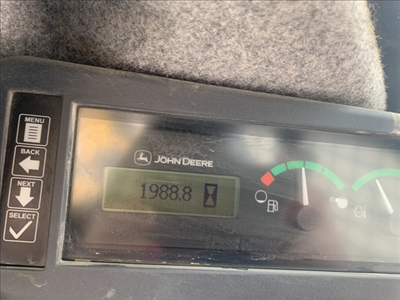 MENU
BACK
NEXT
SELECT
JOHN DEERE
1988.8